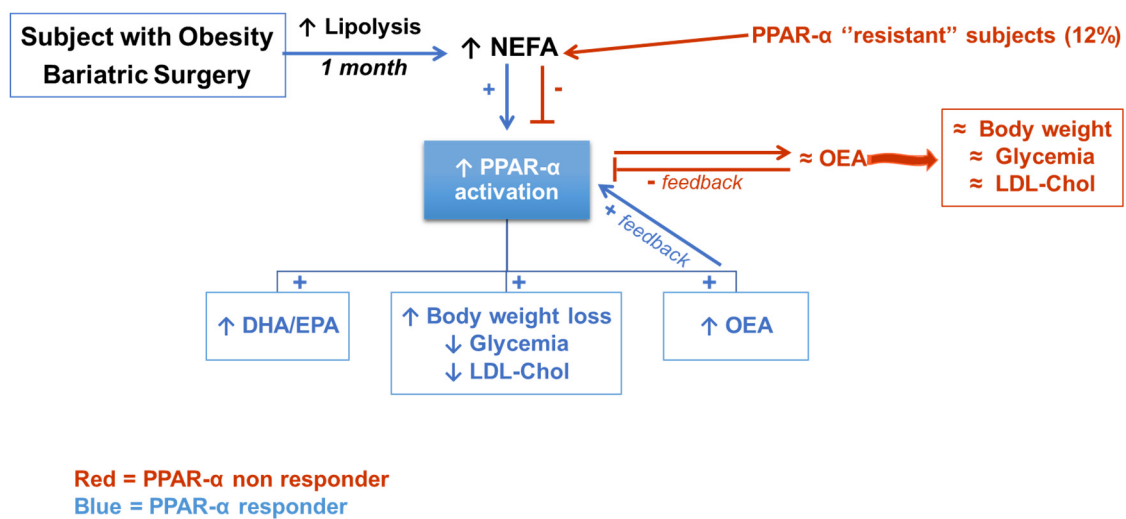 Subject with Obesity
Bariatric Surgery
↑ Lipolysis
1 month
↑ NEFA
PPAR-α ‘’resistant” subjects (12%)
+
-
↑ PPAR-α
activation
≈ OEA
- feedback
≈ Body weight
≈ Glycemia
≈ LDL-Chol
+ feedback
+
+
+
↑ DHA/EPA
↑ Body weight loss
↓ Glycemia
↓ LDL-Chol
↑ OEA
Red = PPAR-α non responder
Blue = PPAR-α responder